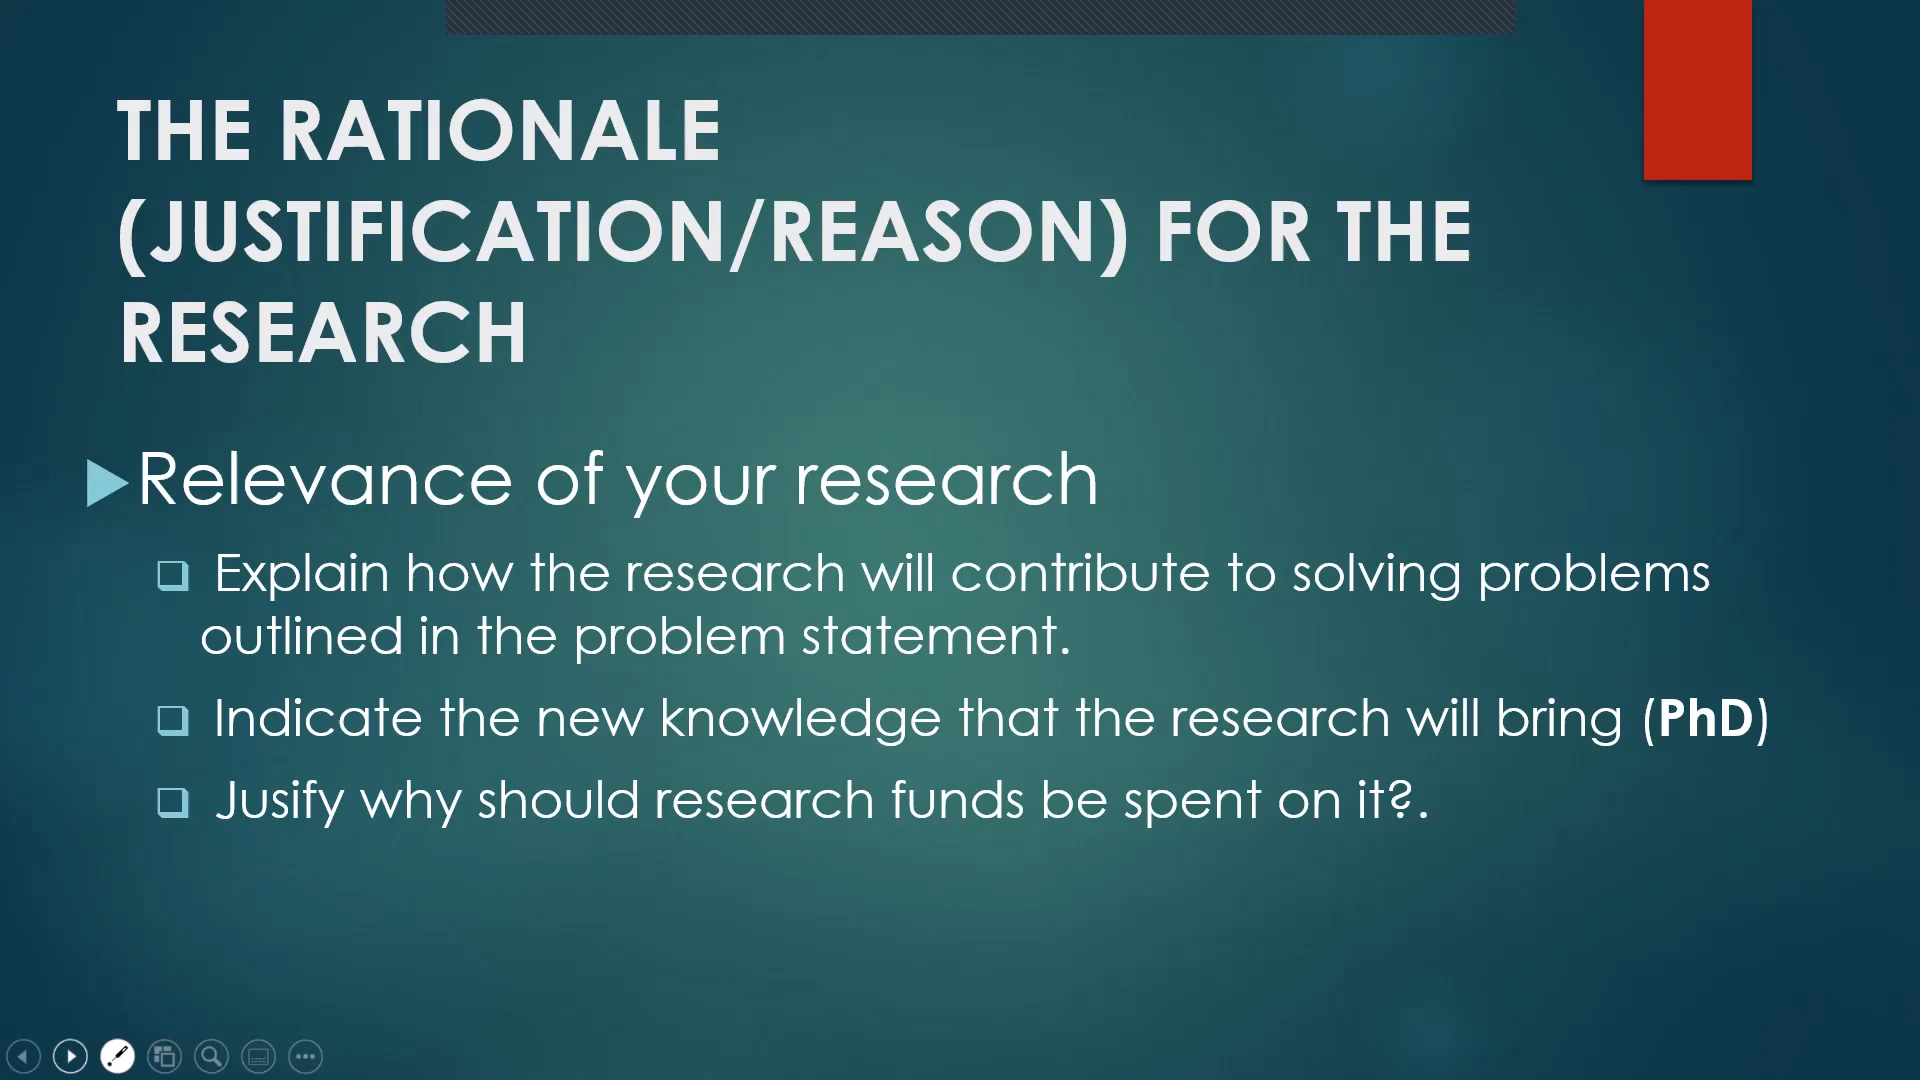 THE RATIONALE
(JUSTIFICATION/REASON) FOR THE
RESEARCH
Relevance of your research
Explain how the research will contribute to solving problems
outlined in the problem statement.
Indicate the new knowledge that the research will bring (PhD)
Jusify why should research funds be spent on it?.